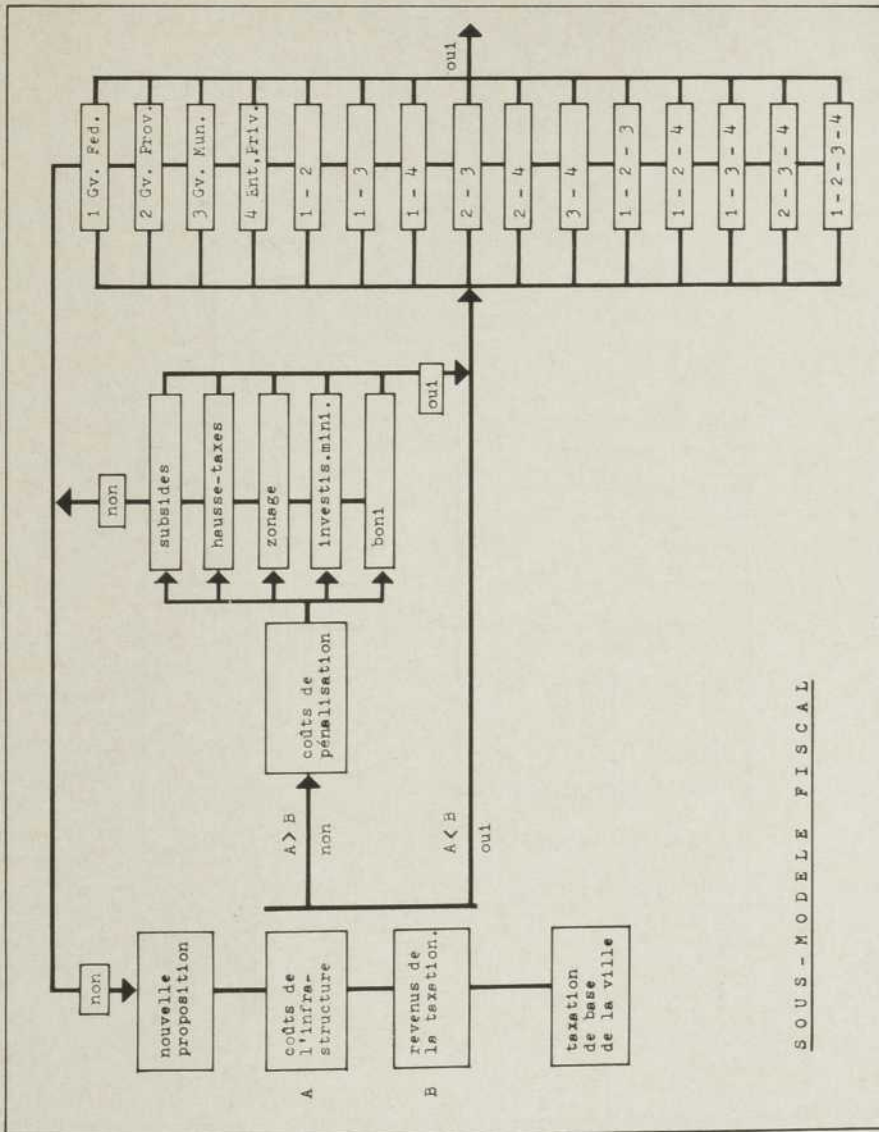 non
nouvelle
proposition
A
coûts de
l'infra-
structure
B
revenus de
la taxation.
taxation
de base
de la ville
A > B
non
A < B
oui
coûts de
pénalisation
non
subsides
hausse-taxes
zonage
investis.mini.
boni
oui
1 Gv. Fed.
2 Gv. Prov.
3 Gv. Mun.
4 Ent,Priv.
1 - 2
1 - 3
1 - 4
2 - 3
2 - 4
3 - 4
1 - 2 - 3
1 - 2 - 4
1 - 3 - 4
2 - 3 - 4
1 - 2 - 3 - 4
oui
SOUS-MODELE FISCAL